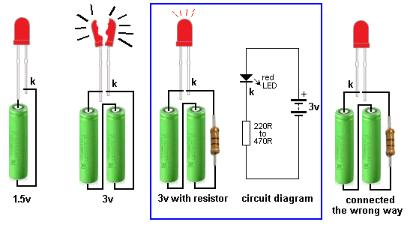 k
1.5v
k
3v
k
3v with resistor
red
LED
k
+
3v
220R
to
470R
circuit diagram
k
connected
the wrong way